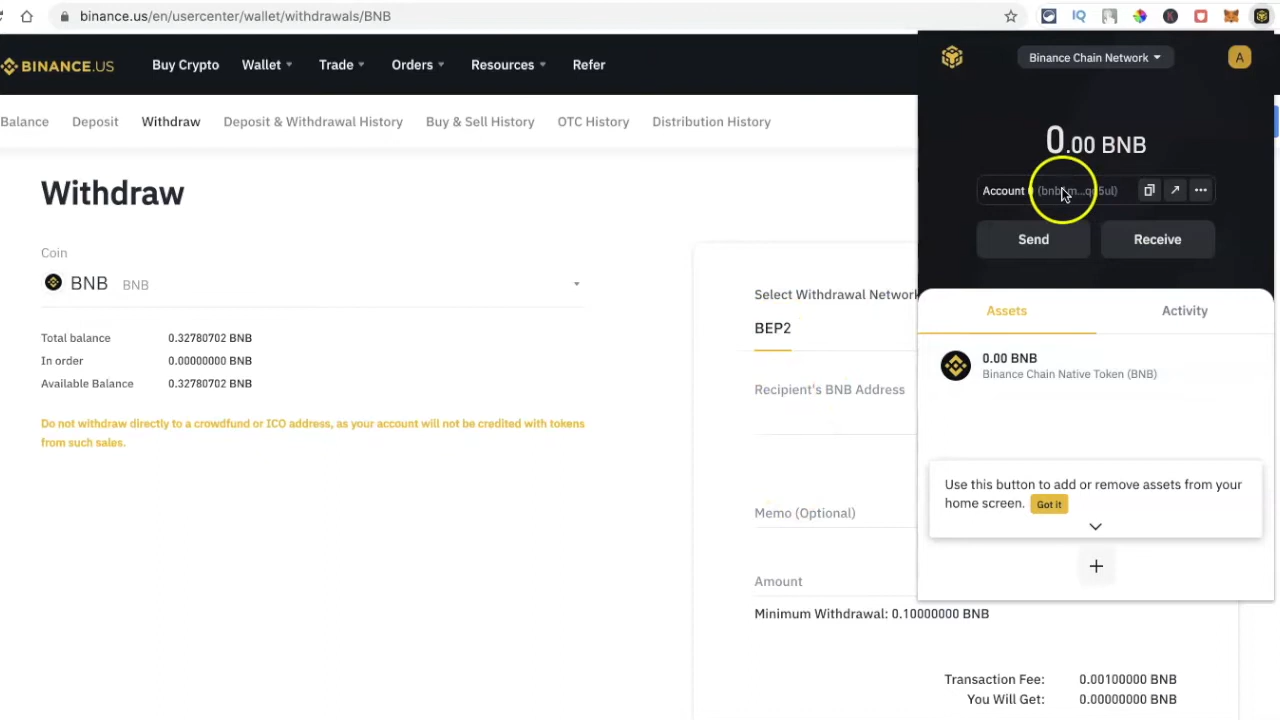 binance.us/en/usercenter/wallet/withdrawals/BNB
IQ
K
BINANCE.US
Buy Crypto
Wallet
Trade
Orders
Resources
Refer
Balance
Deposit
Withdraw
Deposit & Withdrawal History
Buy & Sell History
OTC History
Distribution History
Withdraw
Coin
BNB BNB
Total balance 0.32780702 BNB
In order 0.00000000 BNB
Available Balance 0.32780702 BNB
Do not withdraw directly to a crowdfund or ICO address, as your account will not be credited with tokens
from such sales.
Select Withdrawal Network
BEP2
Recipient's BNB Address
Memo (Optional)
Amount
Minimum Withdrawal: 0.10000000 BNB
Transaction Fee: 0.00100000 BNB
You Will Get: 0.00000000 BNB
Binance Chain Network
A
0.00 BNB
Account
Send
Receive
Assets
Activity
0.00 BNB
Binance Chain Native Token (BNB)
Use this button to add or remove assets from your
home screen. Got it